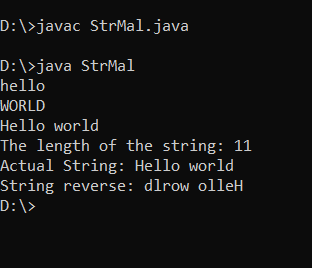 D:\>javac StrMal.java
D:\>java StrMal
hello
WORLD
Hello world
The length of the string: 11
Actual String: Hello world
String reverse: dlrow olleH
D:\>